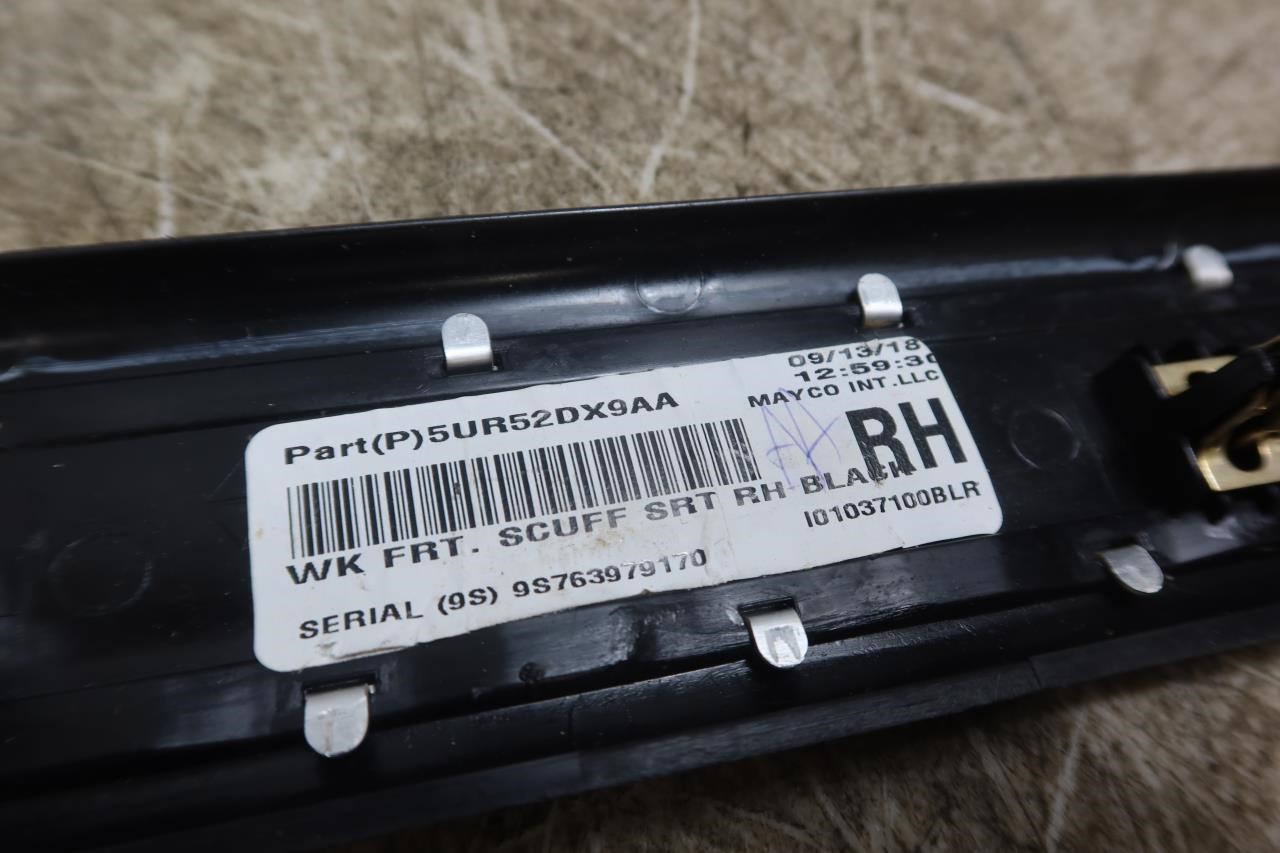 09/13/18
12:59:3
MAYCO INT.LLC
Part(P)5UR52DX9AA
RH
WK FRT. SCUFF SRT RH BLACK
I01037100BLR
SERIAL (9S) 9S763979170